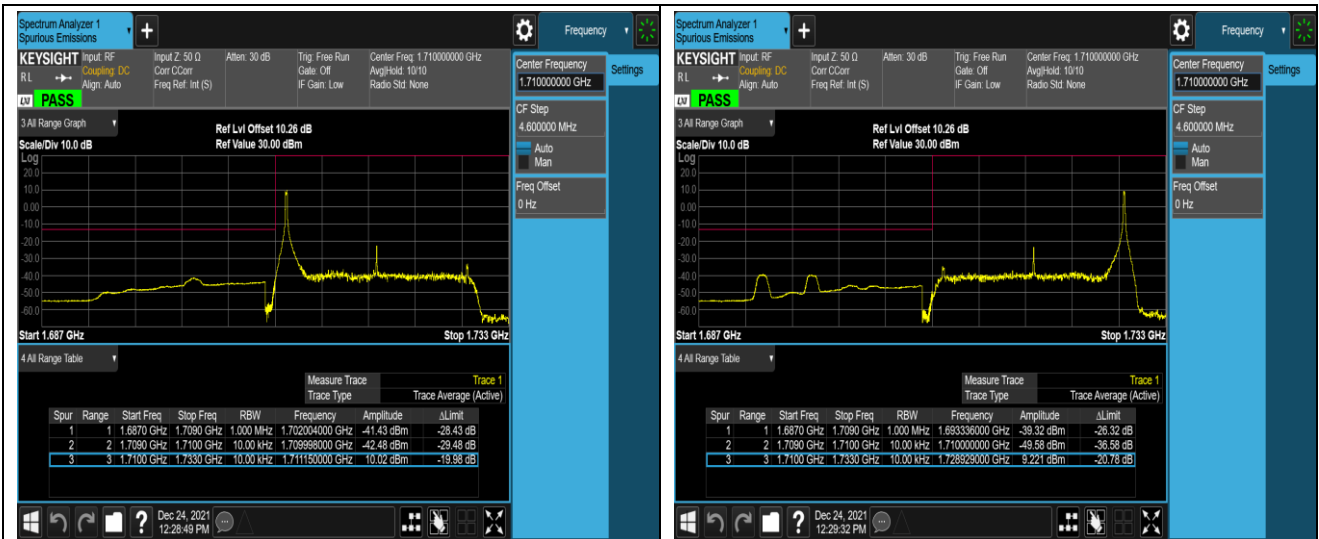 Spectrum Analyzer 1
Spurious Emissions
Frequency
KEYSIGHT Input: RF Input Z: 50 Ω Atten: 30 dB Trig: Free Run Center Freq: 1.710000000 GHz
RL Coupling: DC Corr CCorr Gate: Off Avg|Hold: 10/10
Align: Auto Freq Ref: Int (S) IF Gain: Low Radio Std: None
LXI PASS
Center Frequency
1.710000000 GHz
Settings
CF Step
4.600000 MHz
Auto
Man
Freq Offset
0 Hz
3 All Range Graph
Ref Lvl Offset 10.26 dB
Scale/Div 10.0 dB Ref Value 30.00 dBm
Log
20.0
10.0
0.00
-10.0
-20.0
-30.0
-40.0
-50.0
-60.0
Start 1.687 GHz Stop 1.733 GHz
4 All Range Table
Measure Trace Trace 1
Trace Type Trace Average (Active)
Spur Range Start Freq Stop Freq RBW Frequency Amplitude ΔLimit
1 1 1.6870 GHz 1.7090 GHz 1.000 MHz 1.702004000 GHz -41.43 dBm -28.43 dB
2 2 1.7090 GHz 1.7100 GHz 10.00 kHz 1.709998000 GHz -42.48 dBm -29.48 dB
3 3 1.7100 GHz 1.7330 GHz 10.00 kHz 1.711150000 GHz 10.02 dBm -19.98 dB
?
Dec 24, 2021
12:28:49 PM
Spectrum Analyzer 1
Spurious Emissions
Frequency
KEYSIGHT Input: RF Input Z: 50 Ω Atten: 30 dB Trig: Free Run Center Freq: 1.710000000 GHz
RL Coupling: DC Corr CCorr Gate: Off Avg|Hold: 10/10
Align: Auto Freq Ref: Int (S) IF Gain: Low Radio Std: None
LXI PASS
Center Frequency
1.710000000 GHz
Settings
CF Step
4.600000 MHz
Auto
Man
Freq Offset
0 Hz
3 All Range Graph
Ref Lvl Offset 10.26 dB
Scale/Div 10.0 dB Ref Value 30.00 dBm
Log
20.0
10.0
0.00
-10.0
-20.0
-30.0
-40.0
-50.0
-60.0
Start 1.687 GHz Stop 1.733 GHz
4 All Range Table
Measure Trace Trace 1
Trace Type Trace Average (Active)
Spur Range Start Freq Stop Freq RBW Frequency Amplitude ΔLimit
1 1 1.6870 GHz 1.7090 GHz 1.000 MHz 1.693336000 GHz -39.32 dBm -26.32 dB
2 2 1.7090 GHz 1.7100 GHz 10.00 kHz 1.710000000 GHz -49.58 dBm -36.58 dB
3 3 1.7100 GHz 1.7330 GHz 10.00 kHz 1.728929000 GHz 9.221 dBm -20.78 dB
?
Dec 24, 2021
12:29:32 PM